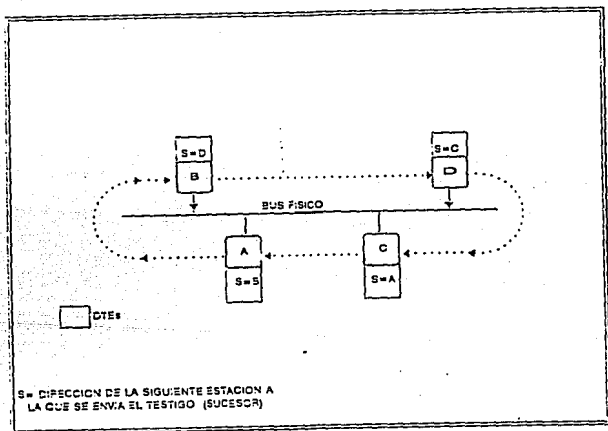 S=D
B
S=C
D
BUS FISICO
A
S=B
C
S=A
DTEs
S= DIRECCION DE LA SIGUIENTE ESTACION A
LA QUE SE ENVIA EL TESTIGO (SUCESOR)